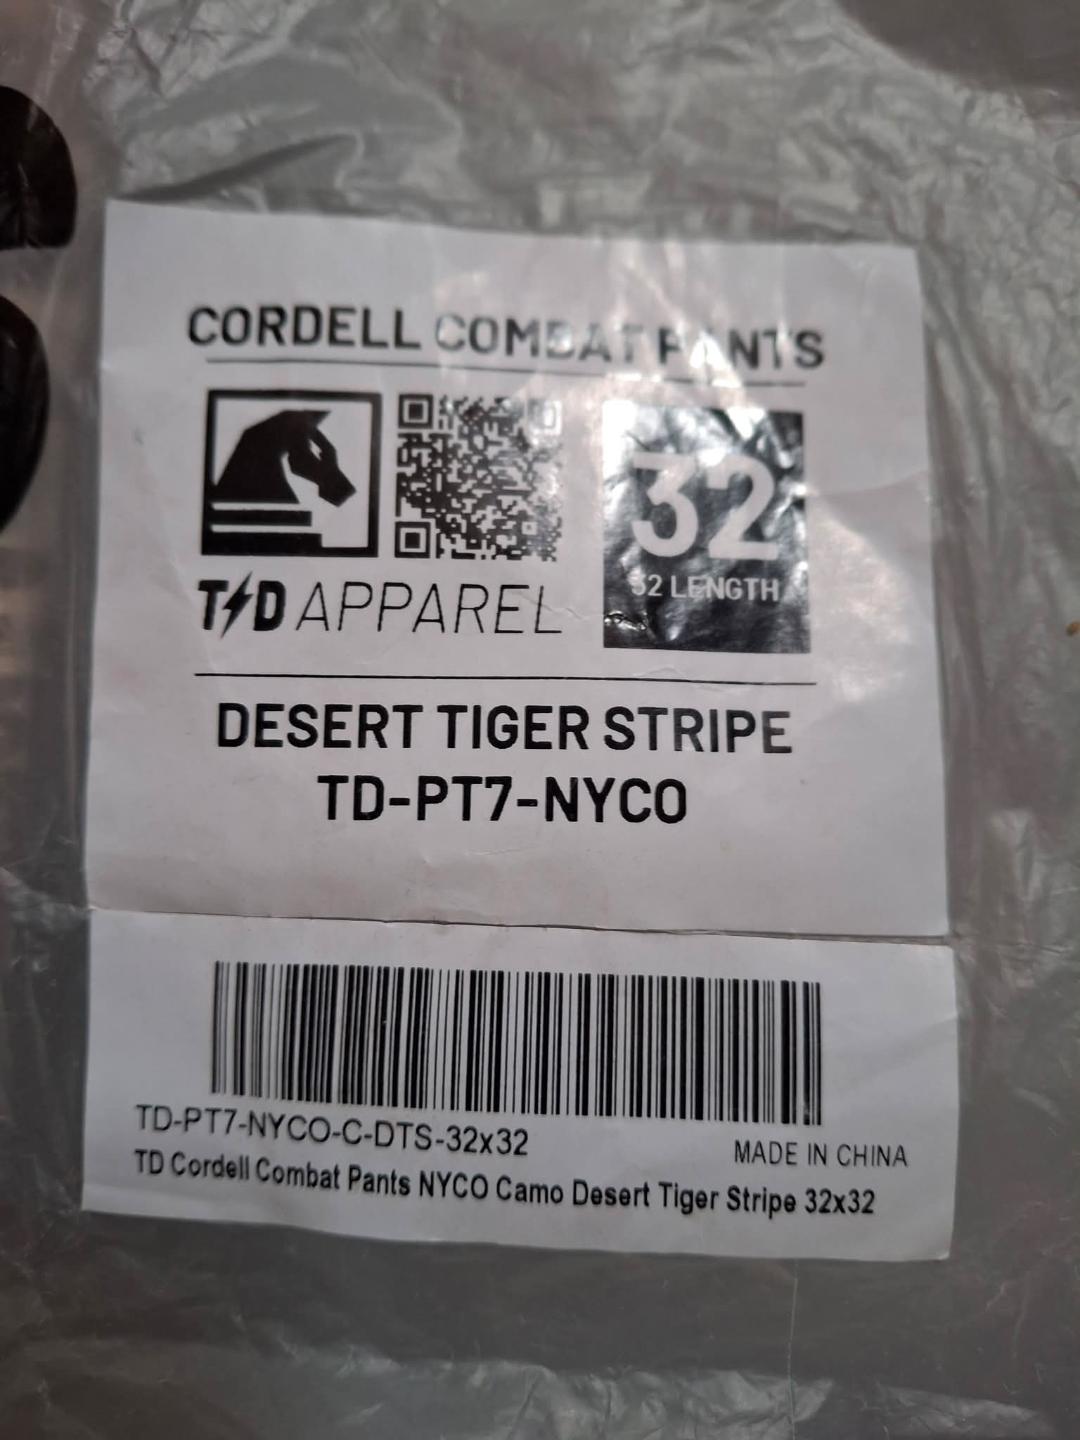 CORDELL COMBAT PANTS
32
32 LENGTH
TD APPAREL
DESERT TIGER STRIPE
TD-PT7-NYCO
TD-PT7-NYCO-C-DTS-32x32
MADE IN CHINA
TD Cordell Combat Pants NYCO Camo Desert Tiger Stripe 32x32